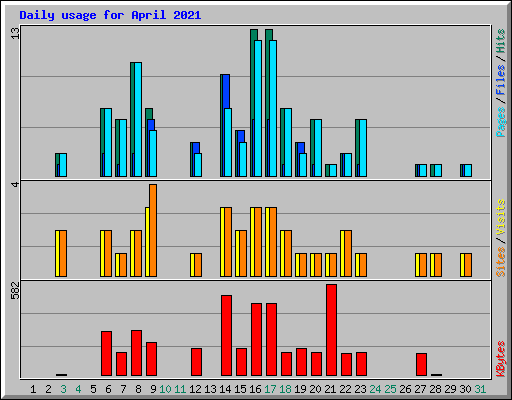 Daily usage for April 2021
13
Pages/Files/Hits
4
Sites/Visits
582
KBytes
1 2 3 4 5 6 7 8 9 10 11 12 13 14 15 16 17 18 19 20 21 22 23 24 25 26 27 28 29 30 31